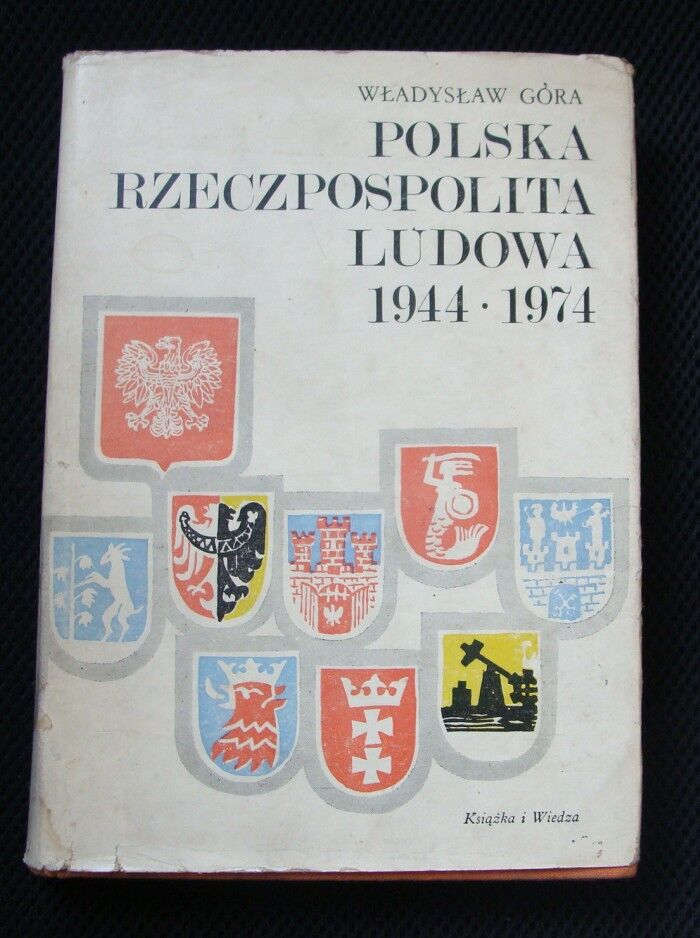 WŁADYSŁAW GÓRA
POLSKA
RZECZPOSPOLITA
LUDOWA
1944 · 1974
Książka i Wiedza